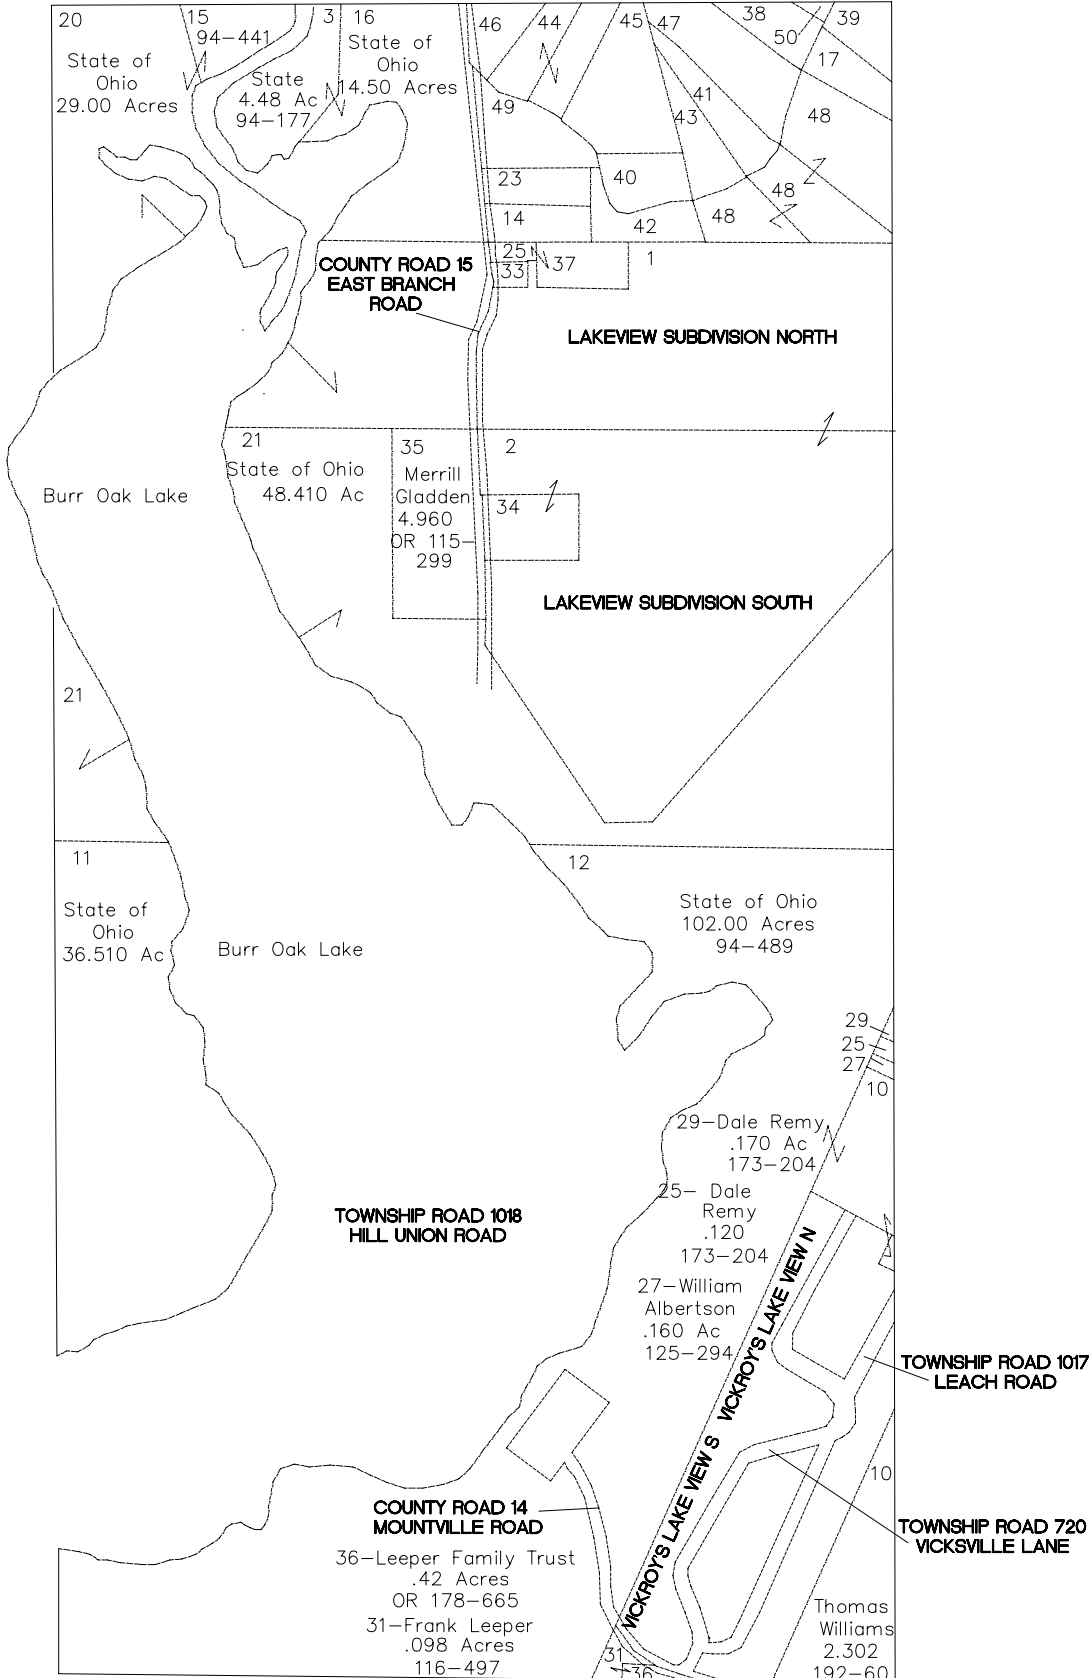 20
15
3
16
46
44
45
47
38
50
39
17
94-441
State of
Ohio
29.00 Acres
State
4.48 Ac
94-177
State of
Ohio
14.50 Acres
49
41
43
48
23
40
48
14
42
48
25
33
37
1
COUNTY ROAD 15
EAST BRANCH
ROAD
LAKEVIEW SUBDIVISION NORTH
21
State of Ohio
48.410 Ac
35
Merrill
Gladden
4.960
OR 115-
299
2
34
Burr Oak Lake
LAKEVIEW SUBDIVISION SOUTH
21
11
State of
Ohio
36.510 Ac
Burr Oak Lake
12
State of Ohio
102.00 Acres
94-489
29
25
27
10
29-Dale Remy
.170 Ac
173-204
25- Dale
Remy
.120
173-204
27-William
Albertson
.160 Ac
125-294
TOWNSHIP ROAD 1018
HILL UNION ROAD
VICKROY'S LAKE VIEW N
VICKROY'S LAKE VIEW S
TOWNSHIP ROAD 1017
LEACH ROAD
10
TOWNSHIP ROAD 720
VICKSVILLE LANE
COUNTY ROAD 14
MOUNTVILLE ROAD
36-Leeper Family Trust
.42 Acres
OR 178-665
31-Frank Leeper
.098 Acres
116-497
31
36
Thomas
Williams
2.302
192-60